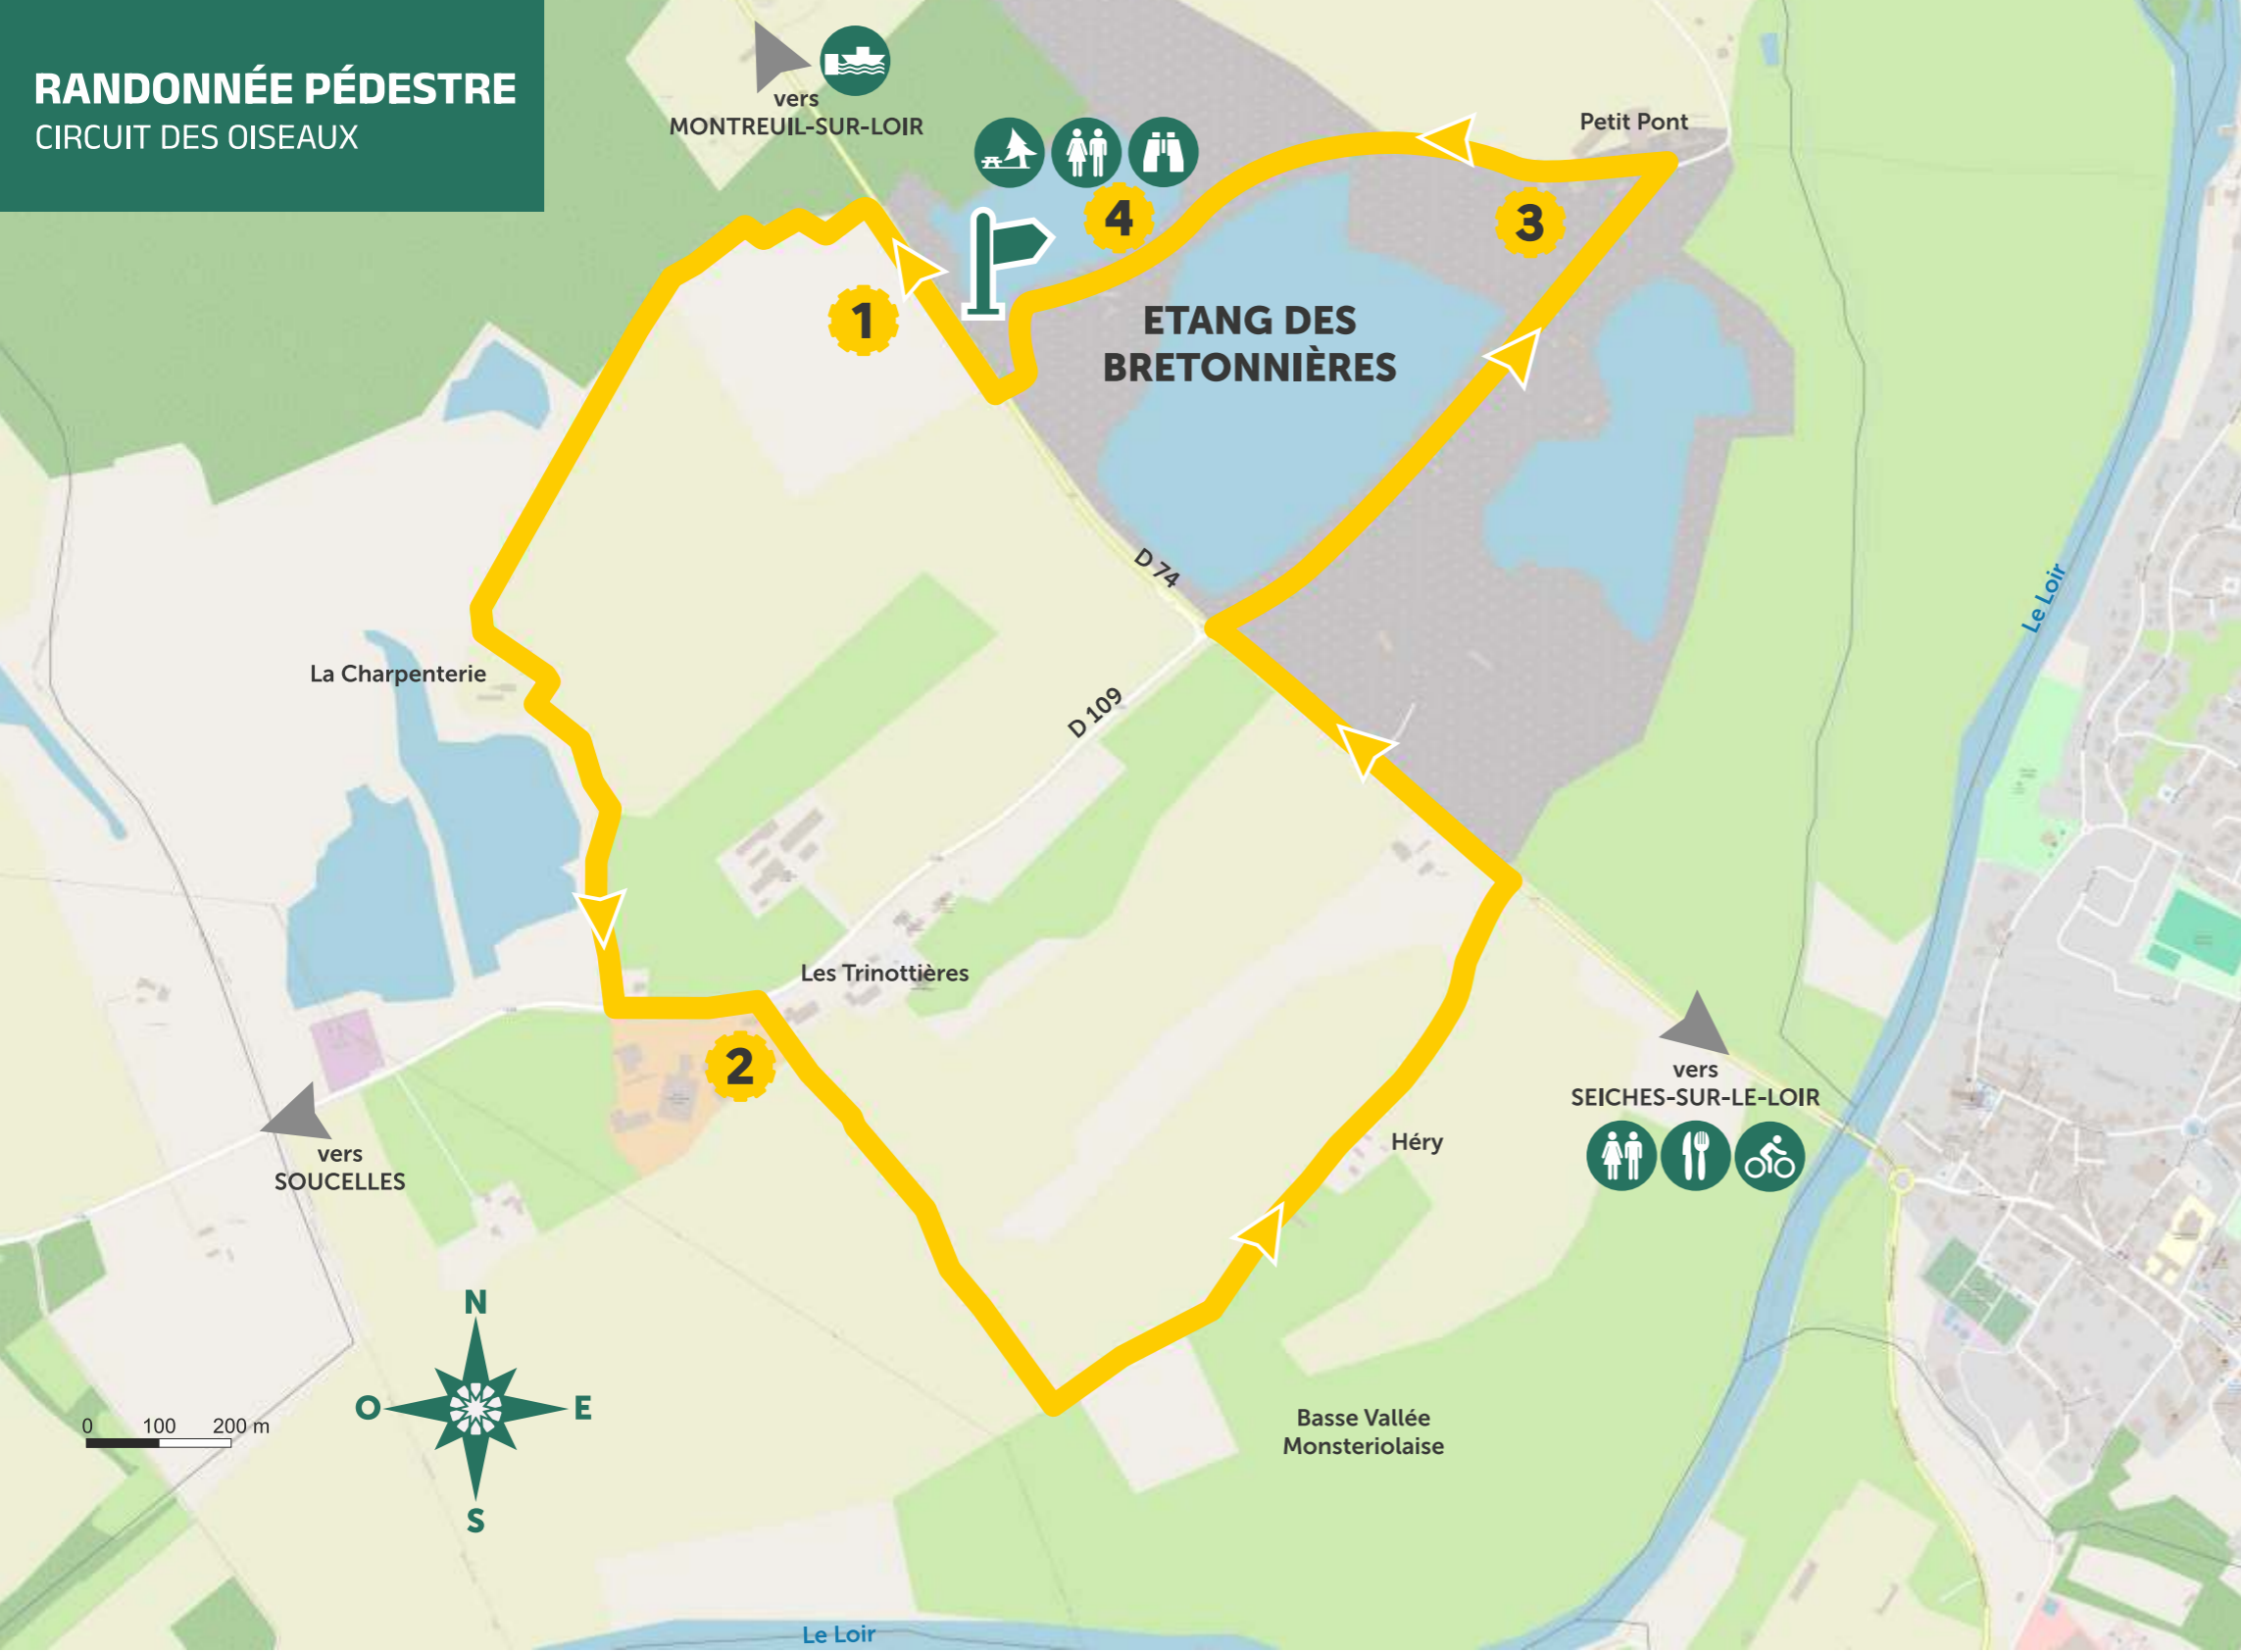 RANDONNÉE PÉDESTRE
CIRCUIT DES OISEAUX
vers
MONTREUIL-SUR-LOIR
Petit Pont
4
3
1
ETANG DES
BRETONNIÈRES
D 74
Le Loir
La Charpenterie
D 109
Les Trinottières
2
vers
SEICHES-SUR-LE-LOIR
Héry
vers
SOUCELLES
N
O
E
S
0 100 200 m
Basse Vallée
Monsteriolaise
Le Loir